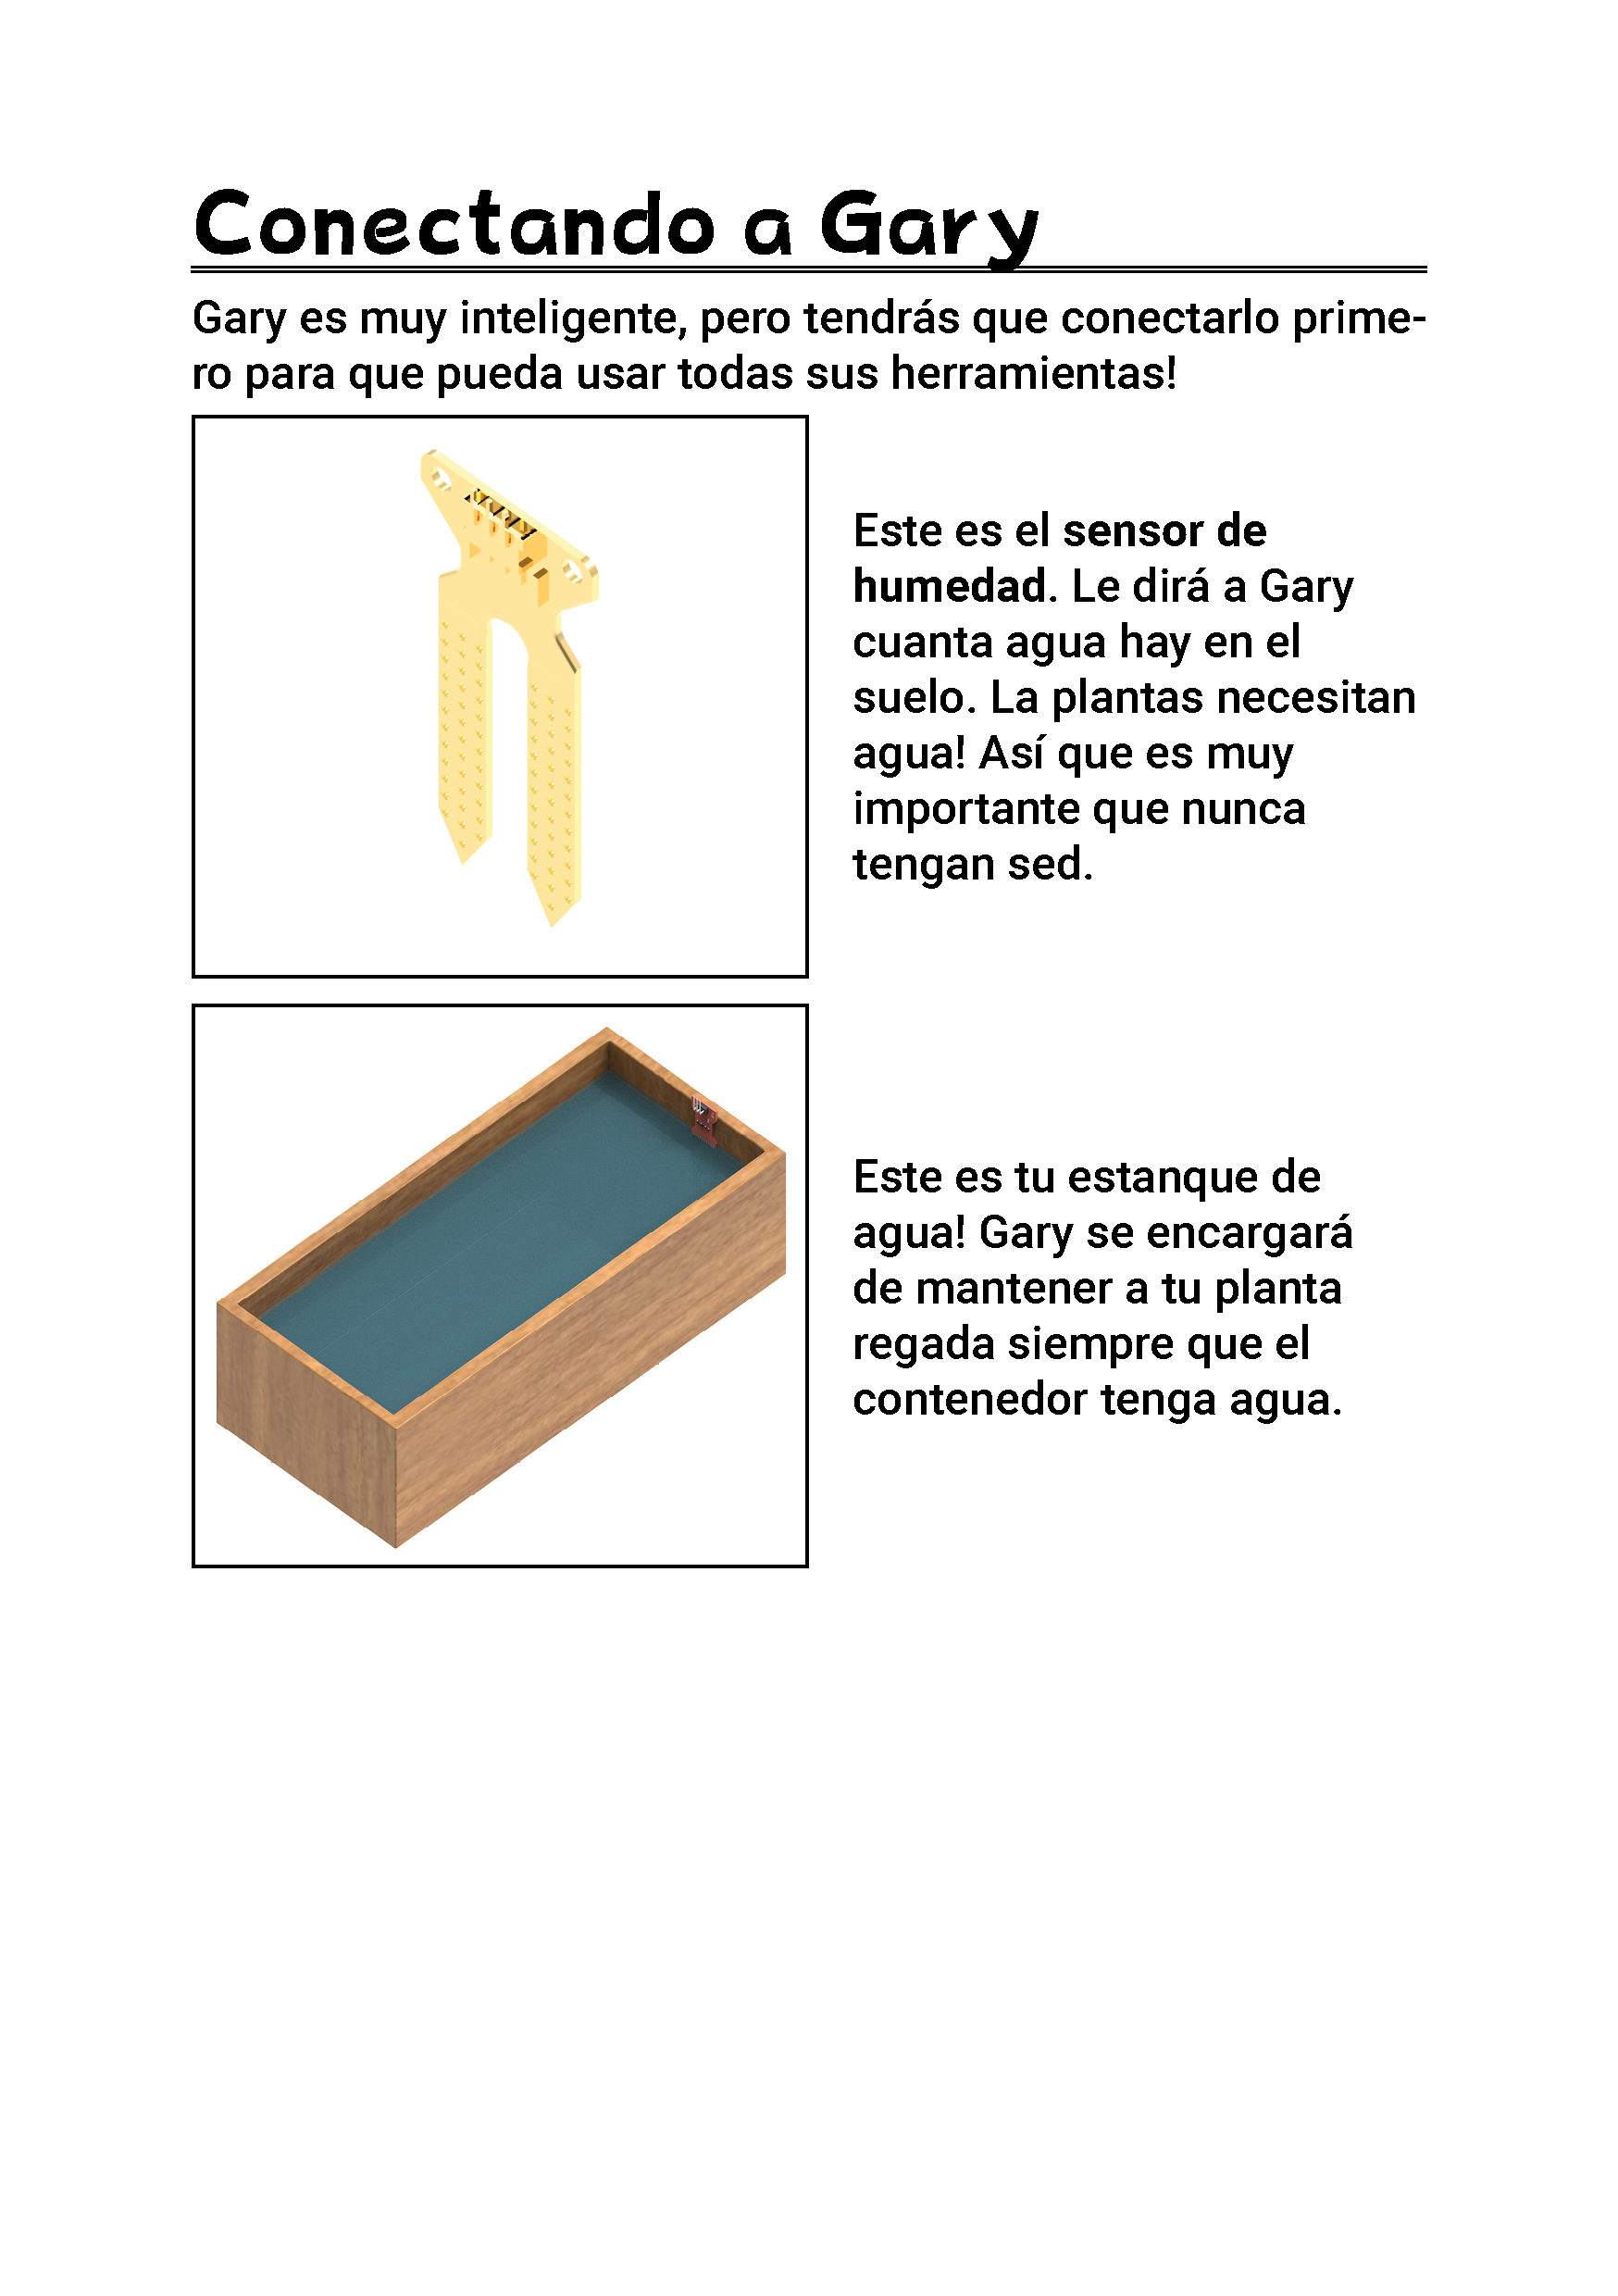 Conectando a Gary
Gary es muy inteligente, pero tendrás que conectarlo prime-
ro para que pueda usar todas sus herramientas!
Este es el sensor de
humedad. Le dirá a Gary
cuanta agua hay en el
suelo. La plantas necesitan
agua! Así que es muy
importante que nunca
tengan sed.
Este es tu estanque de
agua! Gary se encargará
de mantener a tu planta
regada siempre que el
contenedor tenga agua.